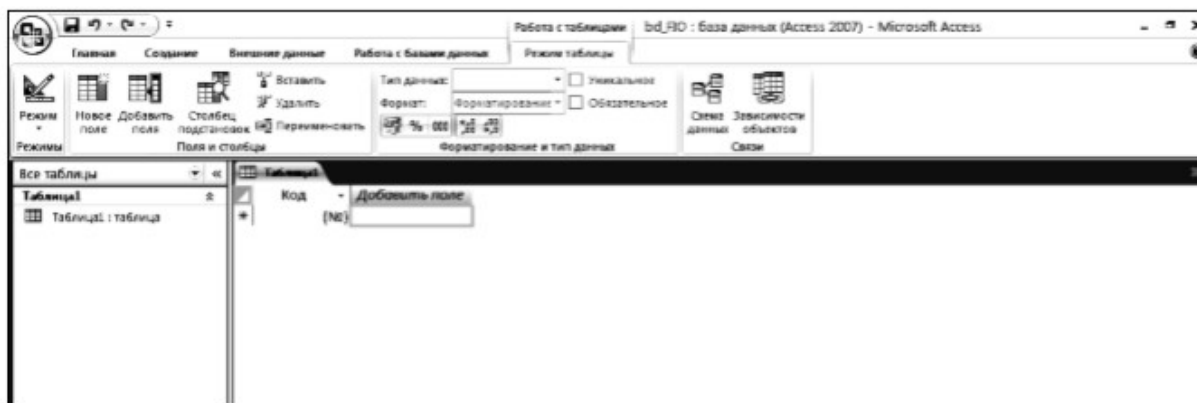 Работа с таблицами bd_FIO : база данных (Access 2007) - Microsoft Access
Главная Создание Внешние данные Работа с базами данных Режим таблицы
Режим
Новое поле
Добавить поля
Столбец подстановок
Вставить
Удалить
Переименовать
Тип данных:
Формат: Форматирование
% 000
Уникальное
Обязательное
Схема данных
Зависимости объектов
Режимы Поля и столбцы Форматирование и тип данных Связи
Все таблицы «
Таблица1
Таблица1 : таблица
Таблица1
Код Добавить поле
* (№)